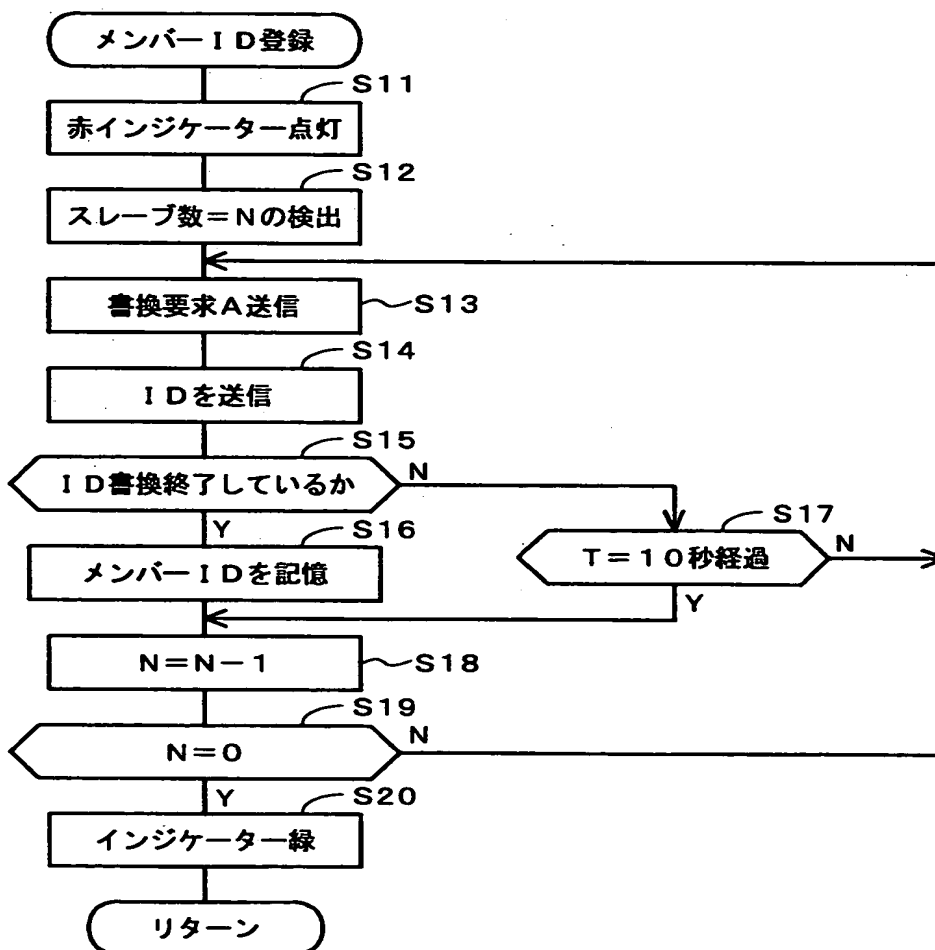 メンバーＩＤ登録
S11
赤インジケーター点灯
S12
スレーブ数＝Nの検出
書換要求A送信
S13
S14
ＩＤを送信
S15
ＩＤ書換終了しているか
N
Y
S16
メンバーＩＤを記憶
S17
T＝１０秒経過
N
Y
N＝N－１
S18
S19
N＝０
N
Y
S20
インジケーター緑
リターン